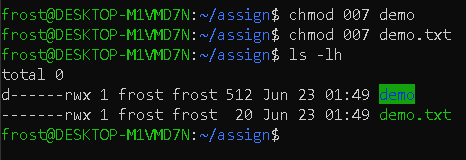 frost@DESKTOP-M1VMD7N:~/assign$ chmod 007 demo
frost@DESKTOP-M1VMD7N:~/assign$ chmod 007 demo.txt
frost@DESKTOP-M1VMD7N:~/assign$ ls -lh
total 0
d------rwx 1 frost frost 512 Jun 23 01:49 demo
-------rwx 1 frost frost  20 Jun 23 01:49 demo.txt
frost@DESKTOP-M1VMD7N:~/assign$